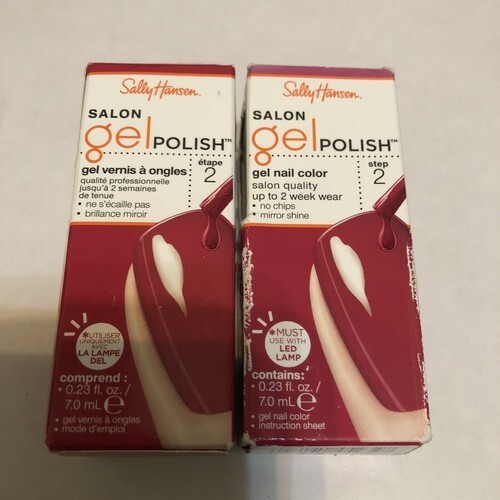 Sally Hansen.
SALON
gel POLISH™
gel vernis à ongles
qualité professionnelle
jusqu'à 2 semaines
de tenue
• ne s'écaille pas
• brillance miroir
étape
2
*UTILISER
UNIQUEMENT
AVEC
LA LAMPE
DEL
comprend :
• 0.23 fl. oz. /
7.0 mL e
• gel vernis à ongles
• mode d'emploi
Sally Hansen.
SALON
gel POLISH™
gel nail color
salon quality
up to 2 week wear
• no chips
• mirror shine
step
2
*MUST
USE WITH
LED
LAMP
contains:
• 0.23 fl. oz. /
7.0 mL e
• gel nail color
• instruction sheet